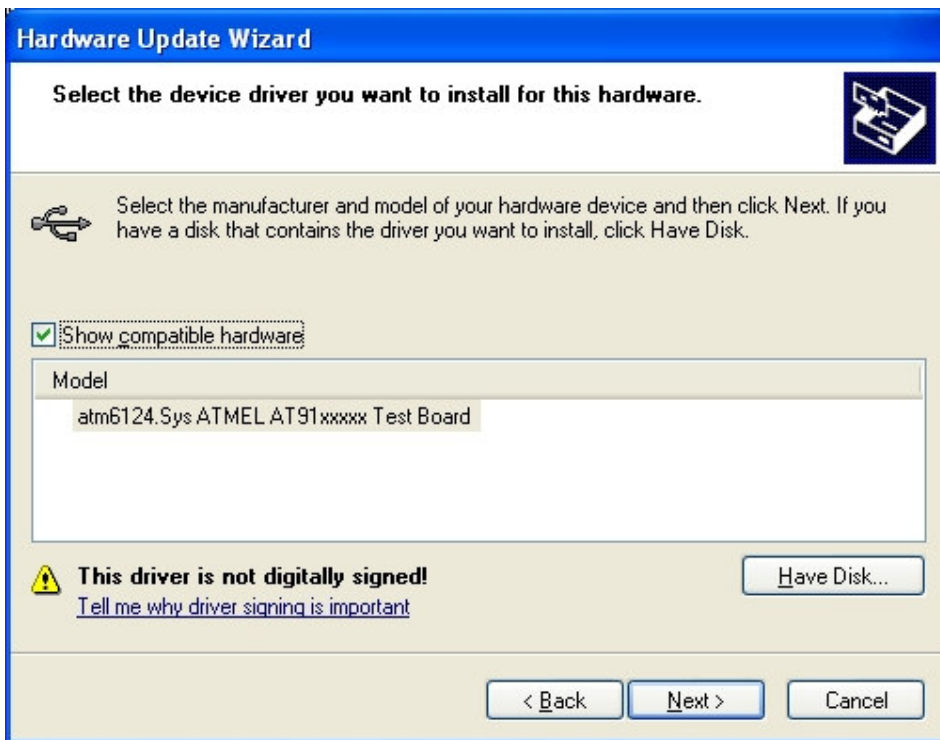 Hardware Update Wizard
Select the device driver you want to install for this hardware.
Select the manufacturer and model of your hardware device and then click Next. If you
have a disk that contains the driver you want to install, click Have Disk.
Show compatible hardware
Model
atm6124.Sys ATMEL AT91xxxxx Test Board
This driver is not digitally signed!
Have Disk...
Tell me why driver signing is important
< Back
Next >
Cancel